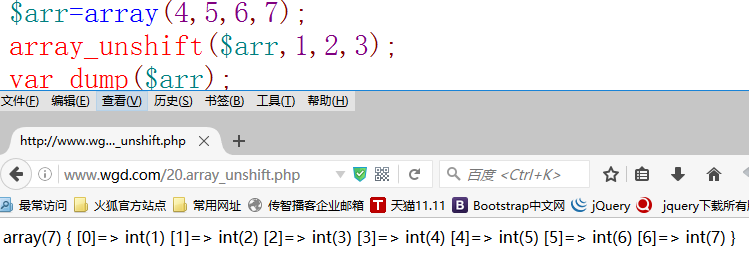 $arr=array(4,5,6,7);
array_unshift($arr,1,2,3);
var_dump($arr);
文件(F) 编辑(E) 查看(V) 历史(S) 书签(B) 工具(T) 帮助(H)
http://www.wg..._unshift.php × +
www.wgd.com/20.array_unshift.php 百度 <Ctrl+K>
最常访问 火狐官方站点 常用网址 传智播客企业邮箱 T 天猫11.11 B Bootstrap中文网 jQuery jquery下载所有版
array(7) { [0]=> int(1) [1]=> int(2) [2]=> int(3) [3]=> int(4) [4]=> int(5) [5]=> int(6) [6]=> int(7) }